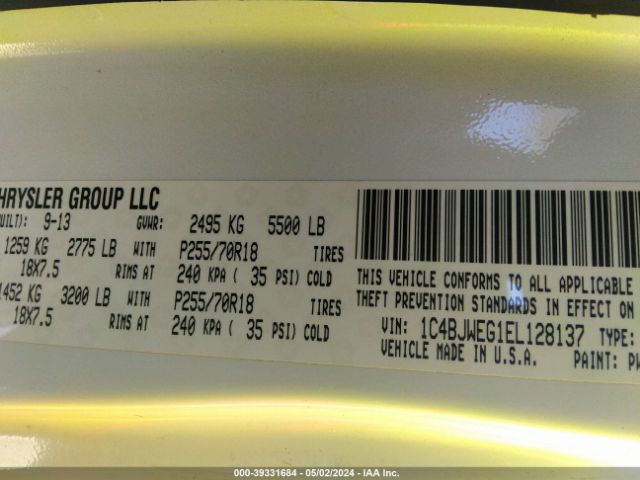 HRYSLER GROUP LLC
UILT): 9-13 GVWR: 2495 KG 5500 LB
1259 KG 2775 LB WITH P255/70R18 TIRES
18X7.5 RIMS AT 240 KPA ( 35 PSI) COLD
1452 KG 3200 LB WITH P255/70R18 TIRES
18X7.5 RIMS AT 240 KPA ( 35 PSI) COLD
THIS VEHICLE CONFORMS TO ALL APPLICABLE
THEFT PREVENTION STANDARDS IN EFFECT ON
VIN: 1C4BJWEG1EL128137 TYPE:
VEHICLE MADE IN U.S.A. PAINT: PW
000-39331684 - 05/02/2024 - IAA Inc.